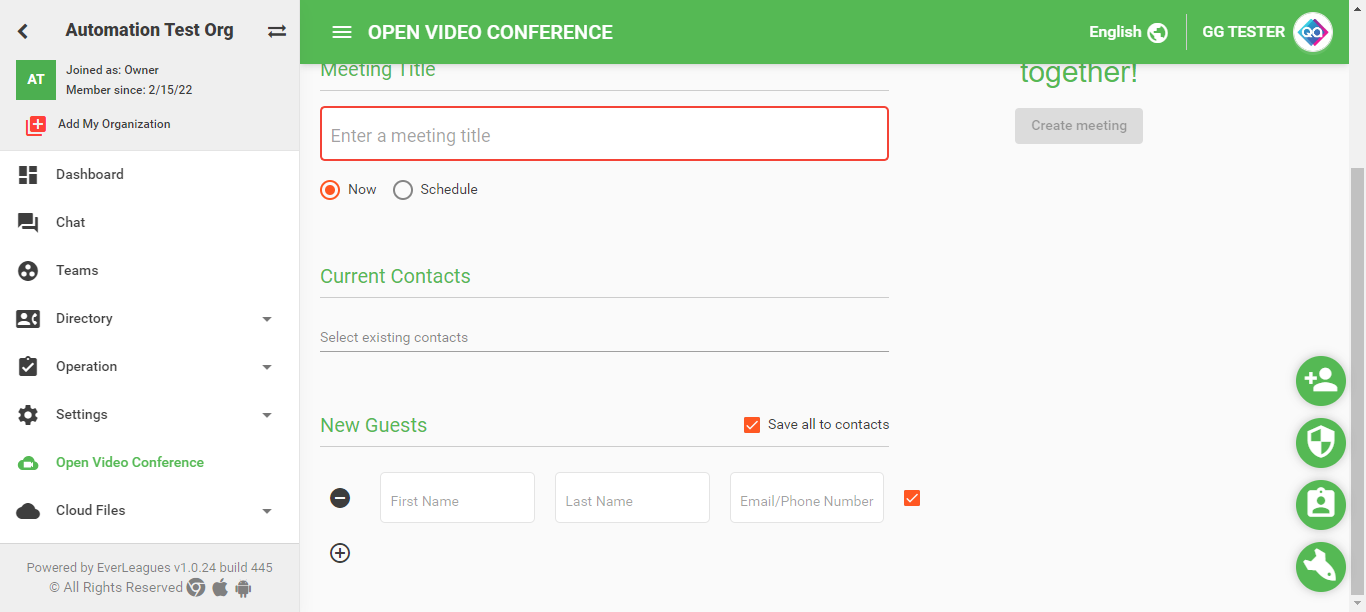 Automation Test Org
AT
Joined as: Owner
Member since: 2/15/22
Add My Organization
Dashboard
Chat
Teams
Directory
Operation
Settings
Open Video Conference
Cloud Files
Powered by EverLeagues v1.0.24 build 445
© All Rights Reserved
OPEN VIDEO CONFERENCE
English
GG TESTER
QA
Meeting Title
Enter a meeting title
Now
Schedule
together!
Create meeting
Current Contacts
Select existing contacts
New Guests
Save all to contacts
First Name
Last Name
Email/Phone Number